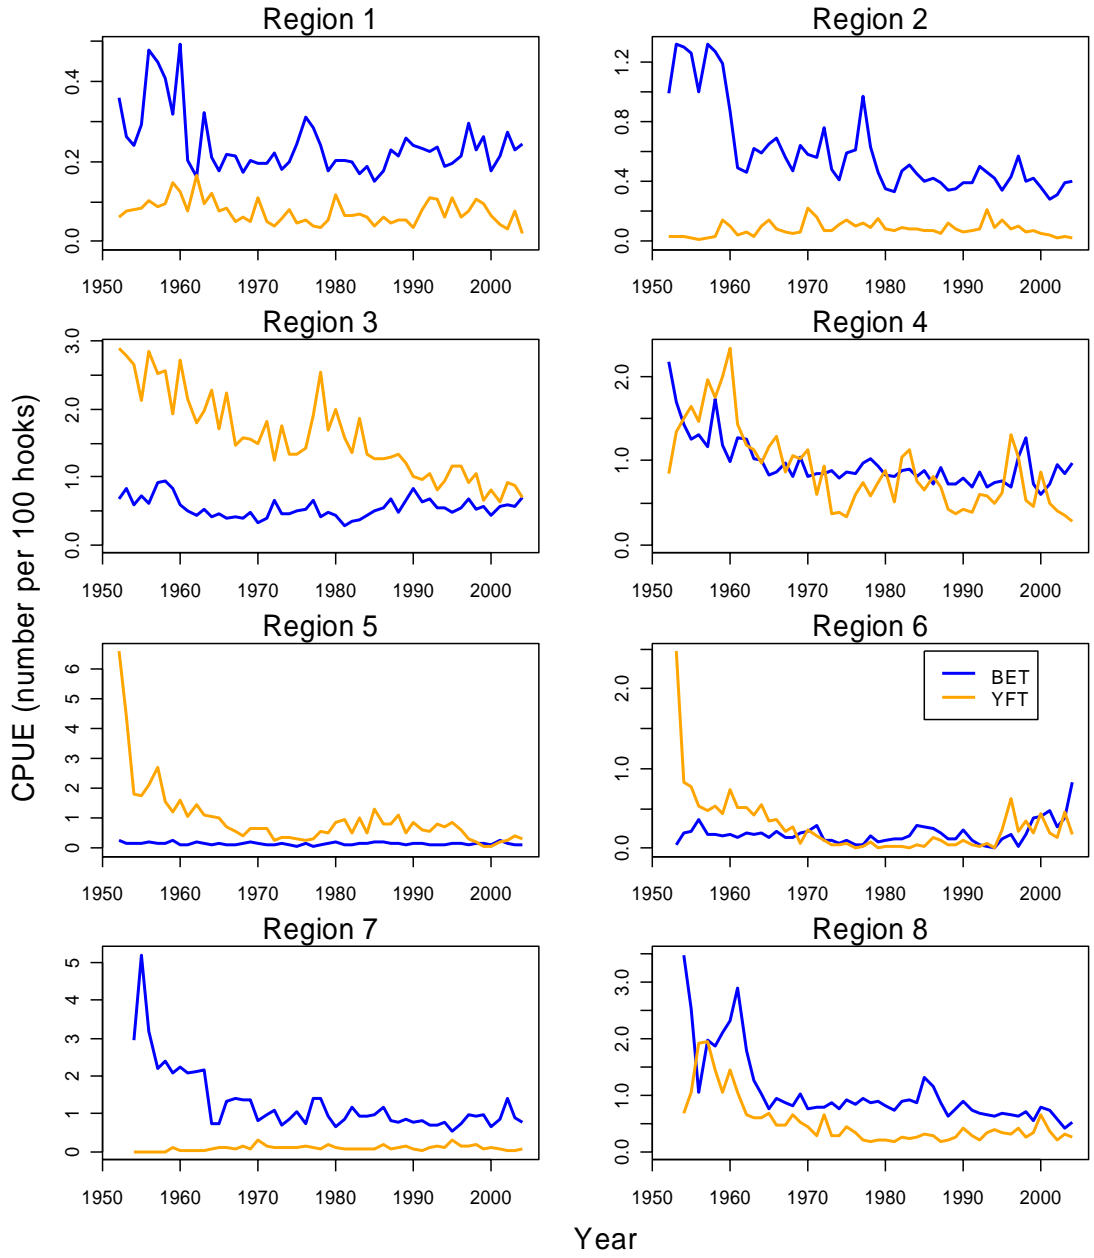 Region 1
Region 2
0.0 0.2 0.4
1950 1960 1970 1980 1990 2000
0.0 0.4 0.8 1.2
1950 1960 1970 1980 1990 2000
Region 3
Region 4
0.0 1.0 2.0 3.0
1950 1960 1970 1980 1990 2000
0.0 1.0 2.0
1950 1960 1970 1980 1990 2000
CPUE (number per 100 hooks)
Region 5
Region 6
0 1 2 3 4 5 6
1950 1960 1970 1980 1990 2000
0.0 1.0 2.0
BET
YFT
1950 1960 1970 1980 1990 2000
Region 7
Region 8
0 1 2 3 4 5
1950 1960 1970 1980 1990 2000
0.0 1.0 2.0 3.0
1950 1960 1970 1980 1990 2000
Year